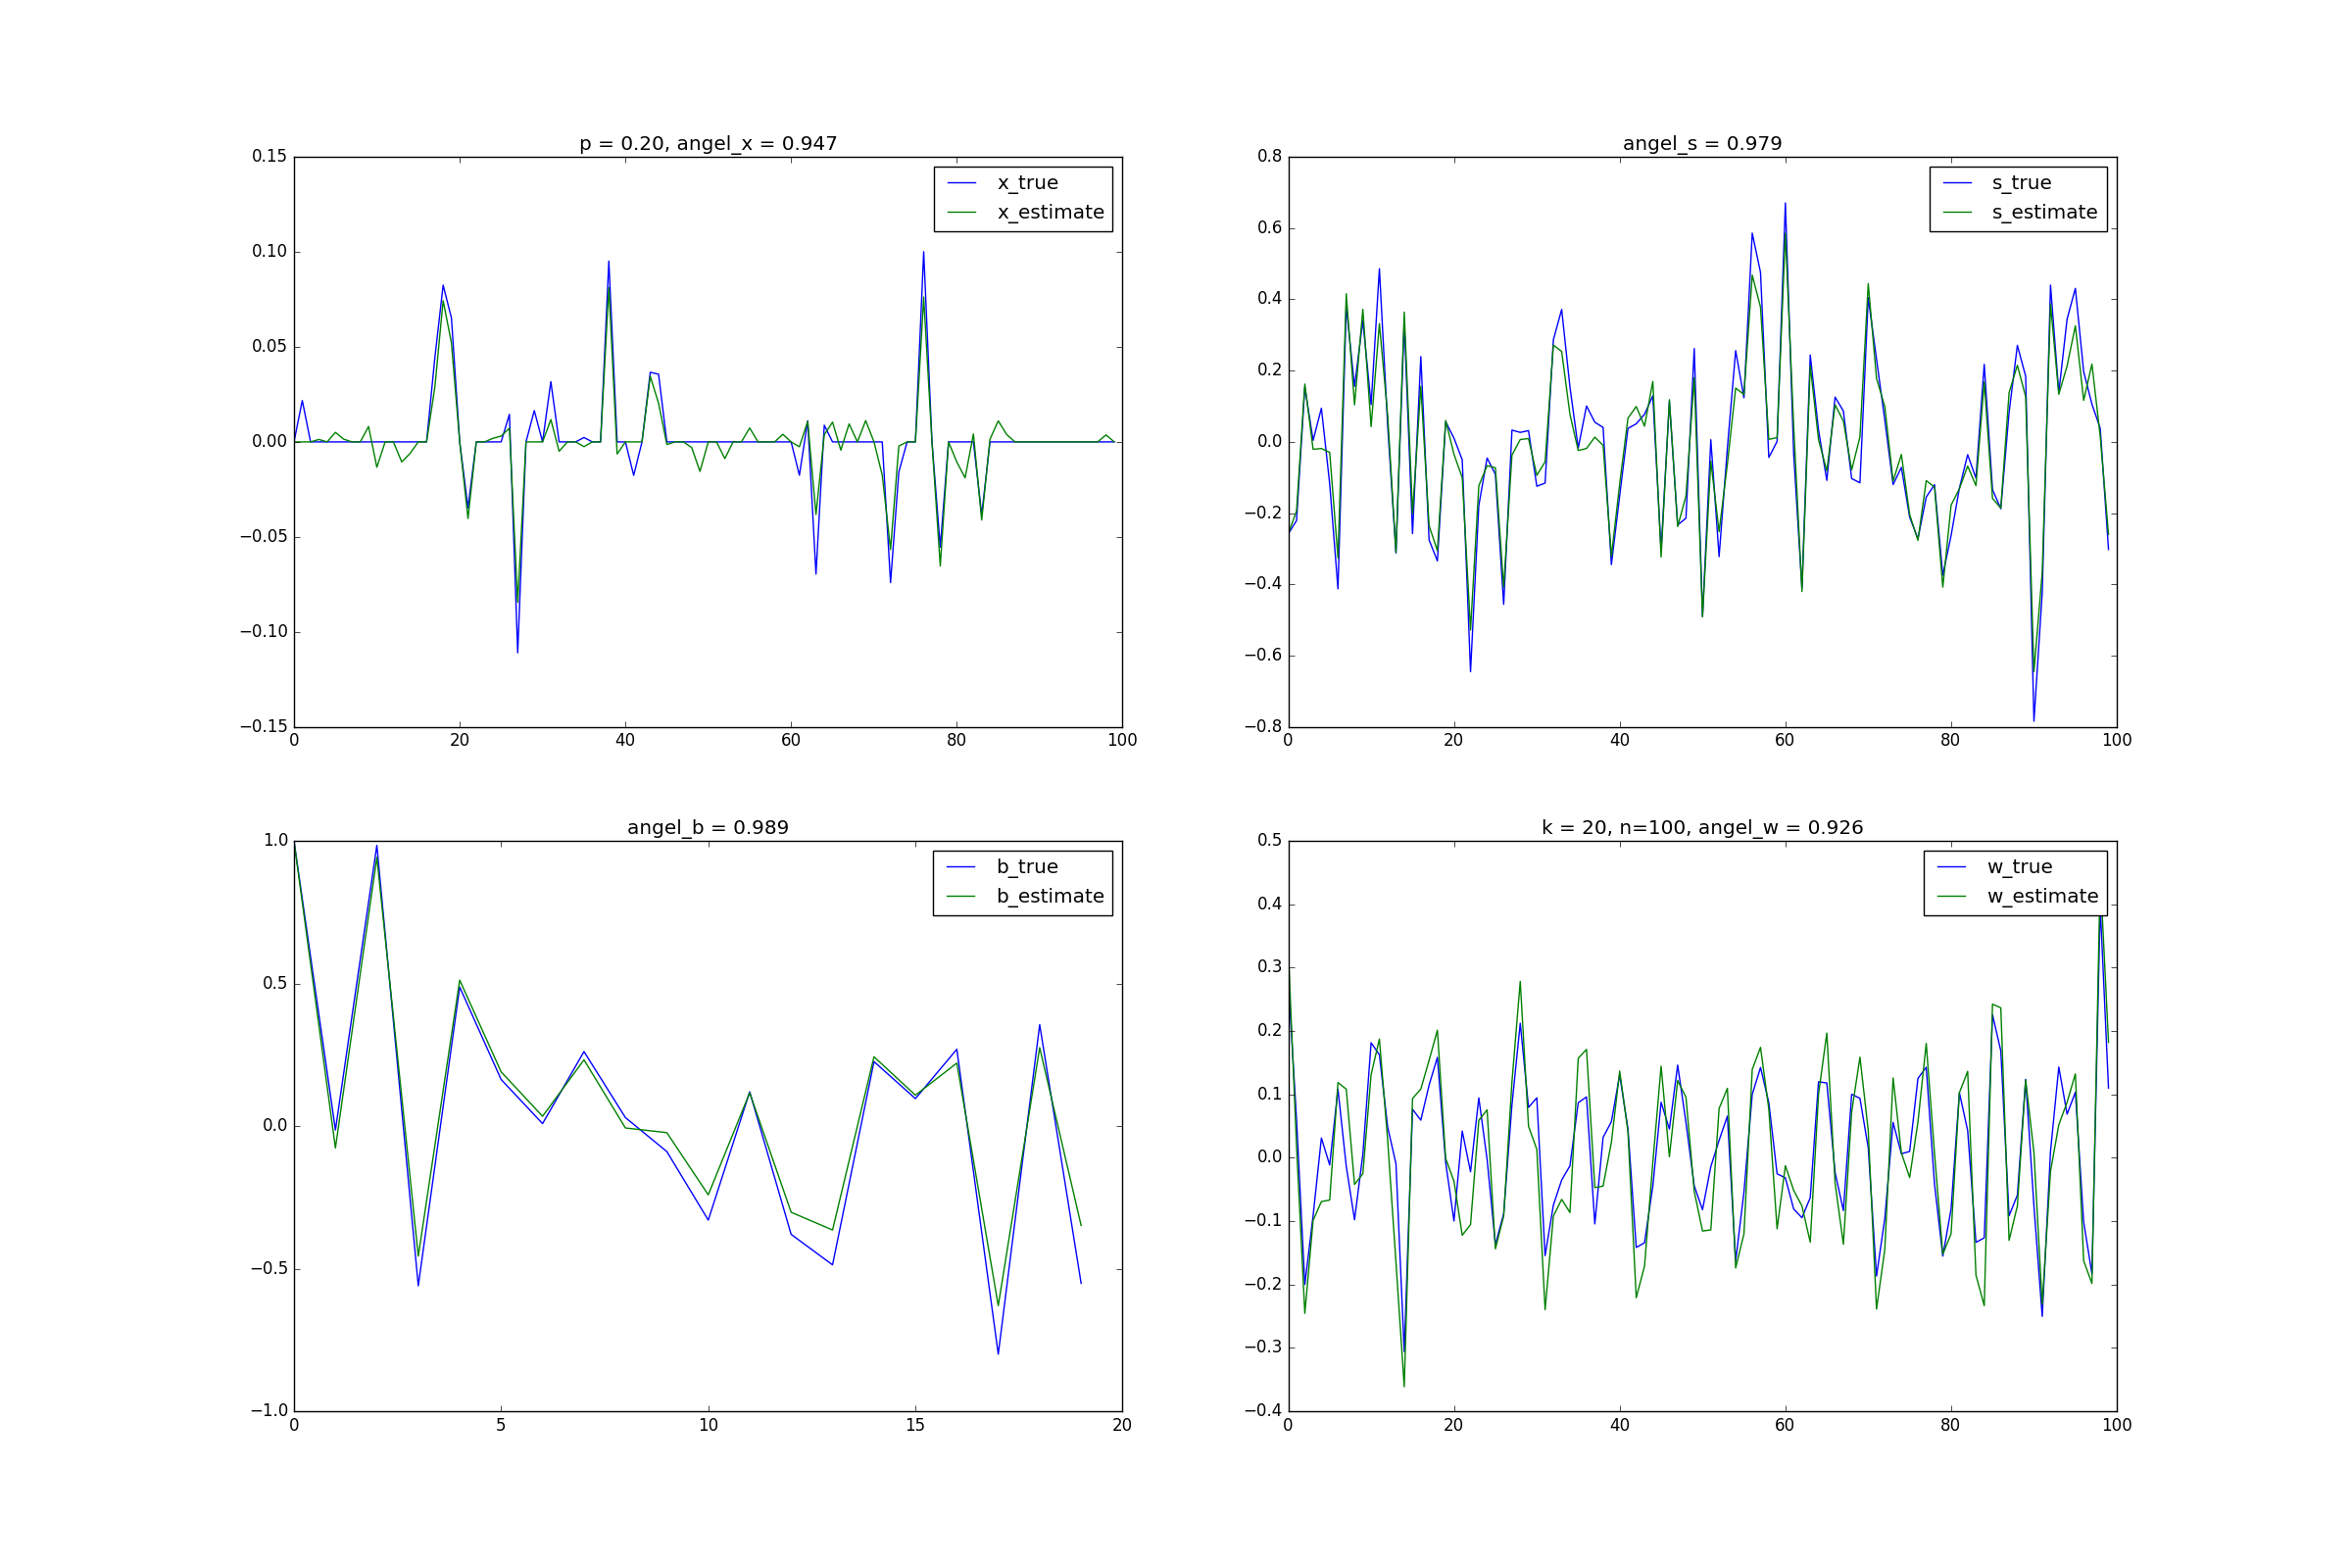 p = 0.20, angel_x = 0.947
0.15
0.10
0.05
0.00
−0.05
−0.10
−0.15
0 20 40 60 80 100
x_true
x_estimate
angel_s = 0.979
0.8
0.6
0.4
0.2
0.0
−0.2
−0.4
−0.6
−0.8
0 20 40 60 80 100
s_true
s_estimate
angel_b = 0.989
1.0
0.5
0.0
−0.5
−1.0
0 5 10 15 20
b_true
b_estimate
k = 20, n=100, angel_w = 0.926
0.5
0.4
0.3
0.2
0.1
0.0
−0.1
−0.2
−0.3
−0.4
0 20 40 60 80 100
w_true
w_estimate